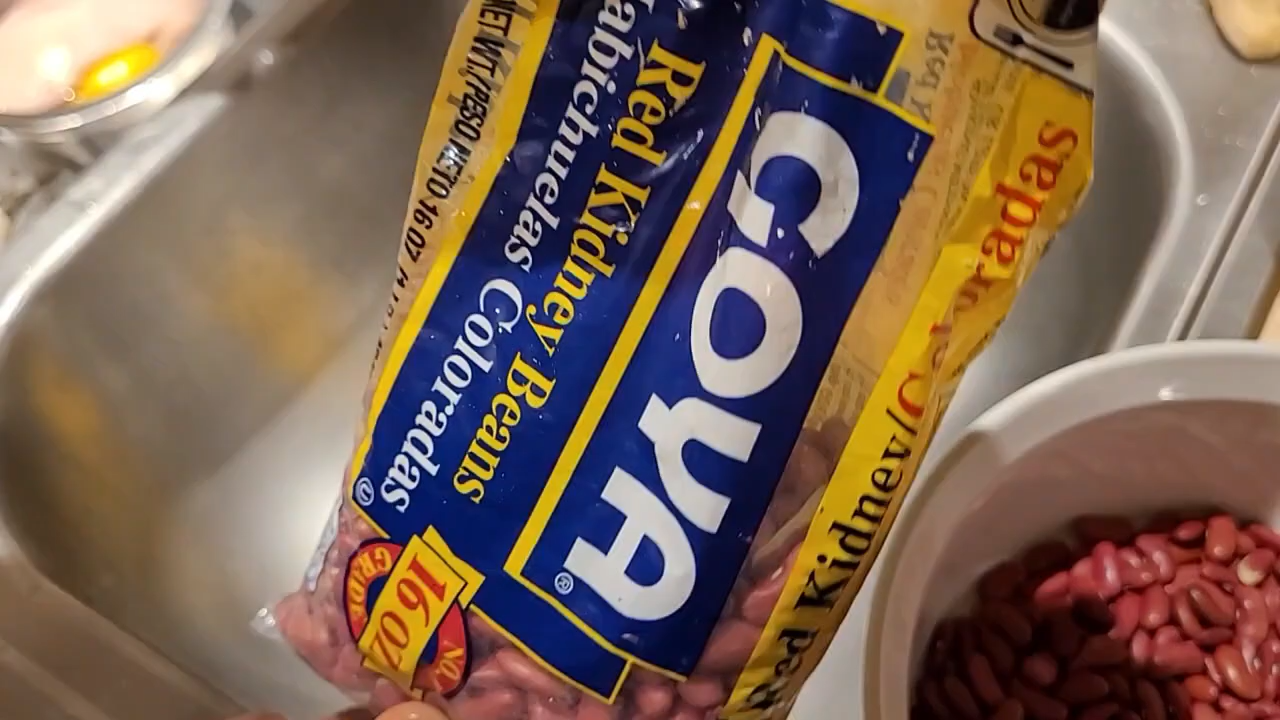 GOYA
Red Kidney Beans
Habichuelas Coloradas
NET WT./PESO NETO 16 OZ
16 OZ
GRADE NO.
Red Kidney/Coloradas